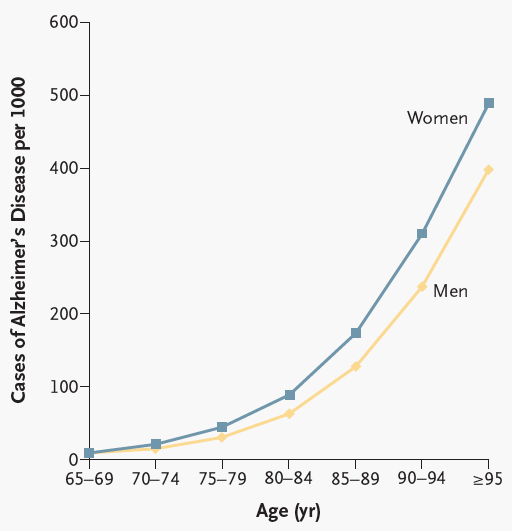 600
500
400
300
200
100
0
Cases of Alzheimer's Disease per 1000
Women
Men
65–69 70–74 75–79 80–84 85–89 90–94 ≥95
Age (yr)